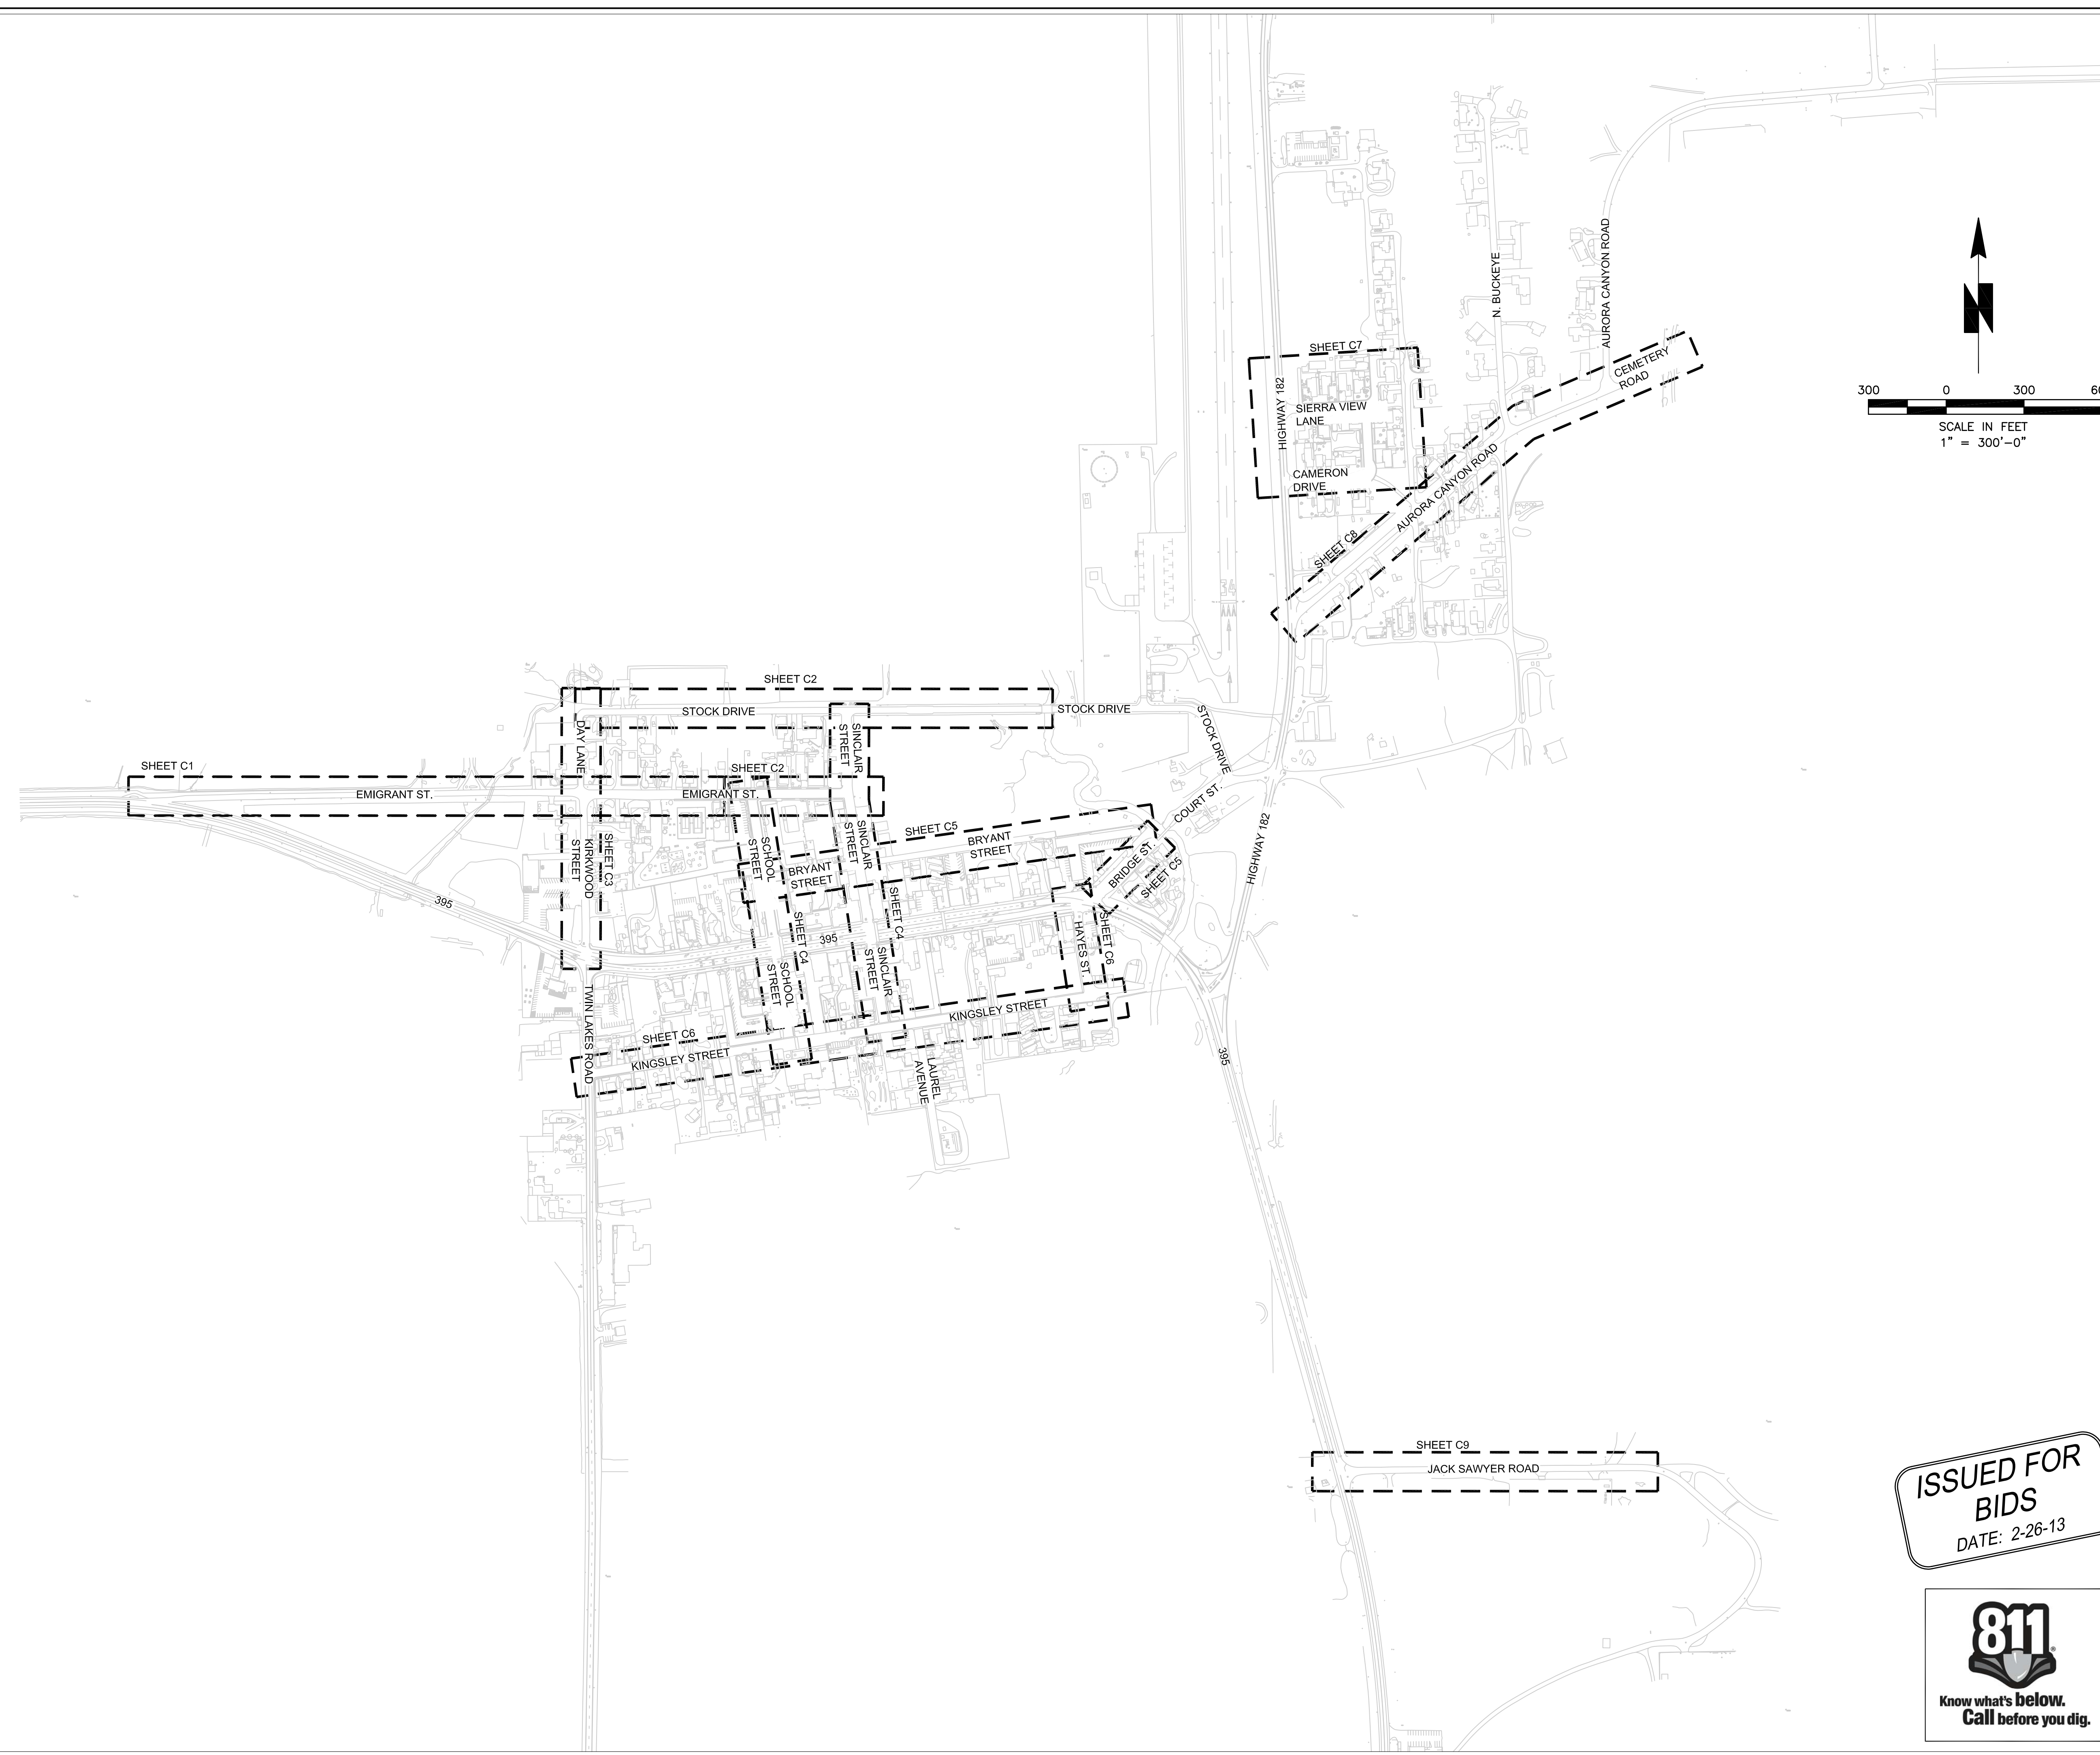 N. BUCKEYE
AURORA CANYON ROAD
N
SHEET C7
HIGHWAY 182
SIERRA VIEW
LANE
CAMERON
DRIVE
CEMETERY
ROAD
300 0 300
SCALE IN FEET
1" = 300'-0"
AURORA CANYON ROAD
SHEET C8
SHEET C2
STOCK DRIVE
STOCK DRIVE
STOCK DRIVE
DAY LANE
SINCLAIR
STREET
SHEET C1
SHEET C2
EMIGRANT ST.
EMIGRANT ST.
COURT ST.
SHEET C5
BRYANT
STREET
SINCLAIR
STREET
SCHOOL
STREET
BRYANT
STREET
BRIDGE ST.
SHEET C5
HIGHWAY 182
KIRKWOOD
STREET
SHEET C3
395
SHEET C4
SHEET C4
395
HAYES ST.
SHEET C6
SCHOOL
STREET
SINCLAIR
STREET
TWIN LAKES ROAD
KINGSLEY STREET
SHEET C6
KINGSLEY STREET
LAUREL
AVENUE
395
SHEET C9
JACK SAWYER ROAD
ISSUED FOR
BIDS
DATE: 2-26-13
811®
Know what's below.
Call before you dig.